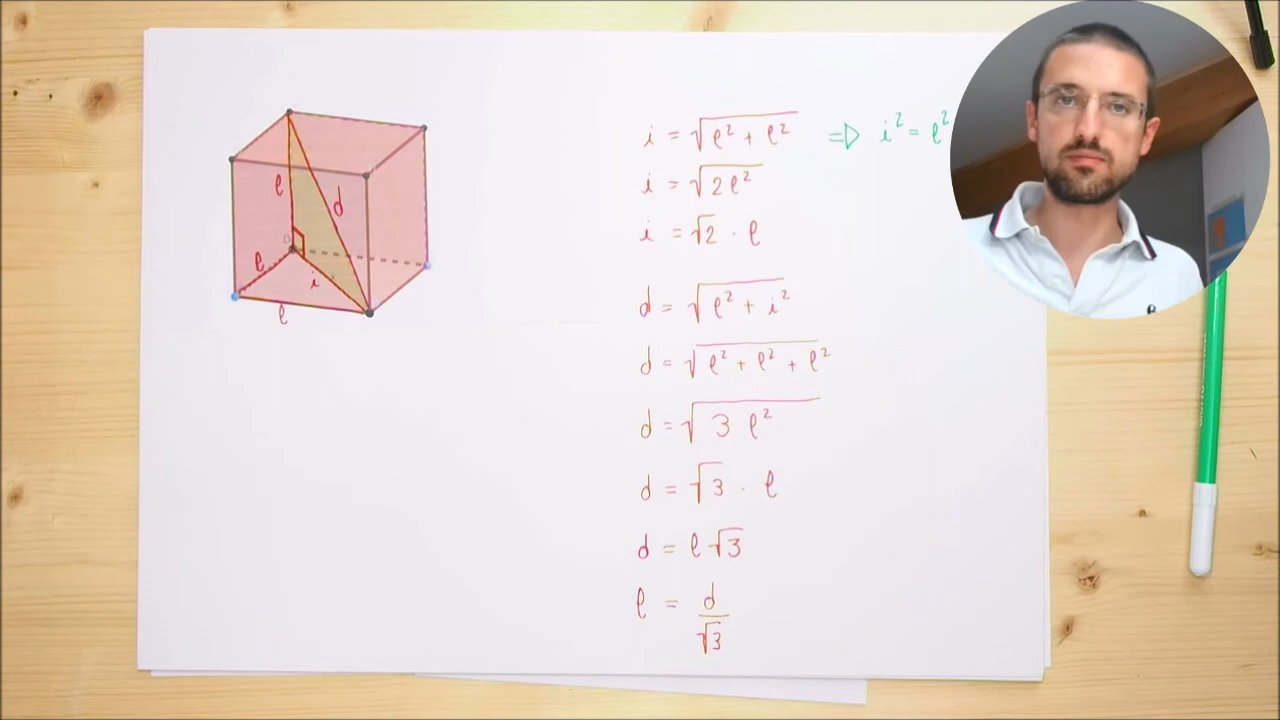 ℓ
d
ℓ
i
ℓ
i = √(ℓ² + ℓ²) ⇒ i² = ℓ²
i = √(2ℓ²)
i = √2 · ℓ
d = √(ℓ² + i²)
d = √(ℓ² + ℓ² + ℓ²)
d = √(3 ℓ²)
d = √3 · ℓ
d = ℓ√3
ℓ = d/√3